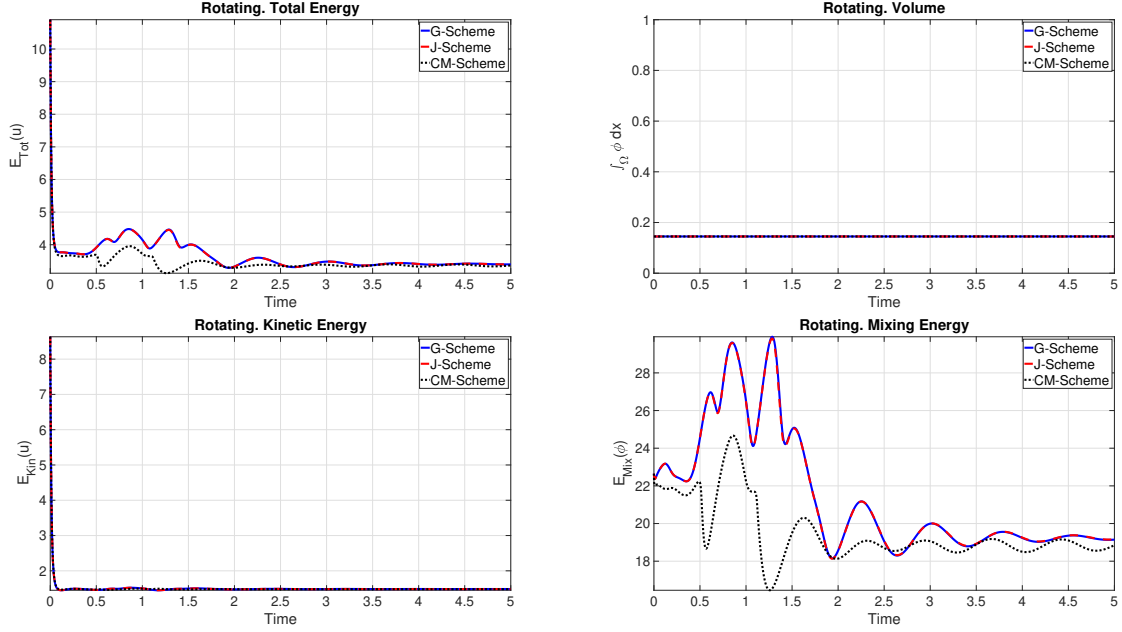 Rotating. Total Energy
E_Tot(u)
10
9
8
7
6
5
4
0
0.5
1
1.5
2
2.5
3
3.5
4
4.5
5
Time
G-Scheme
J-Scheme
CM-Scheme
Rotating. Volume
∫_Ω ϕ dx
1
0.8
0.6
0.4
0.2
0
0
0.5
1
1.5
2
2.5
3
3.5
4
4.5
5
Time
G-Scheme
J-Scheme
CM-Scheme
Rotating. Kinetic Energy
E_Kin(u)
8
7
6
5
4
3
2
0
0.5
1
1.5
2
2.5
3
3.5
4
4.5
5
Time
G-Scheme
J-Scheme
CM-Scheme
Rotating. Mixing Energy
E_Mix(ϕ)
28
26
24
22
20
18
0
0.5
1
1.5
2
2.5
3
3.5
4
4.5
5
Time
G-Scheme
J-Scheme
CM-Scheme